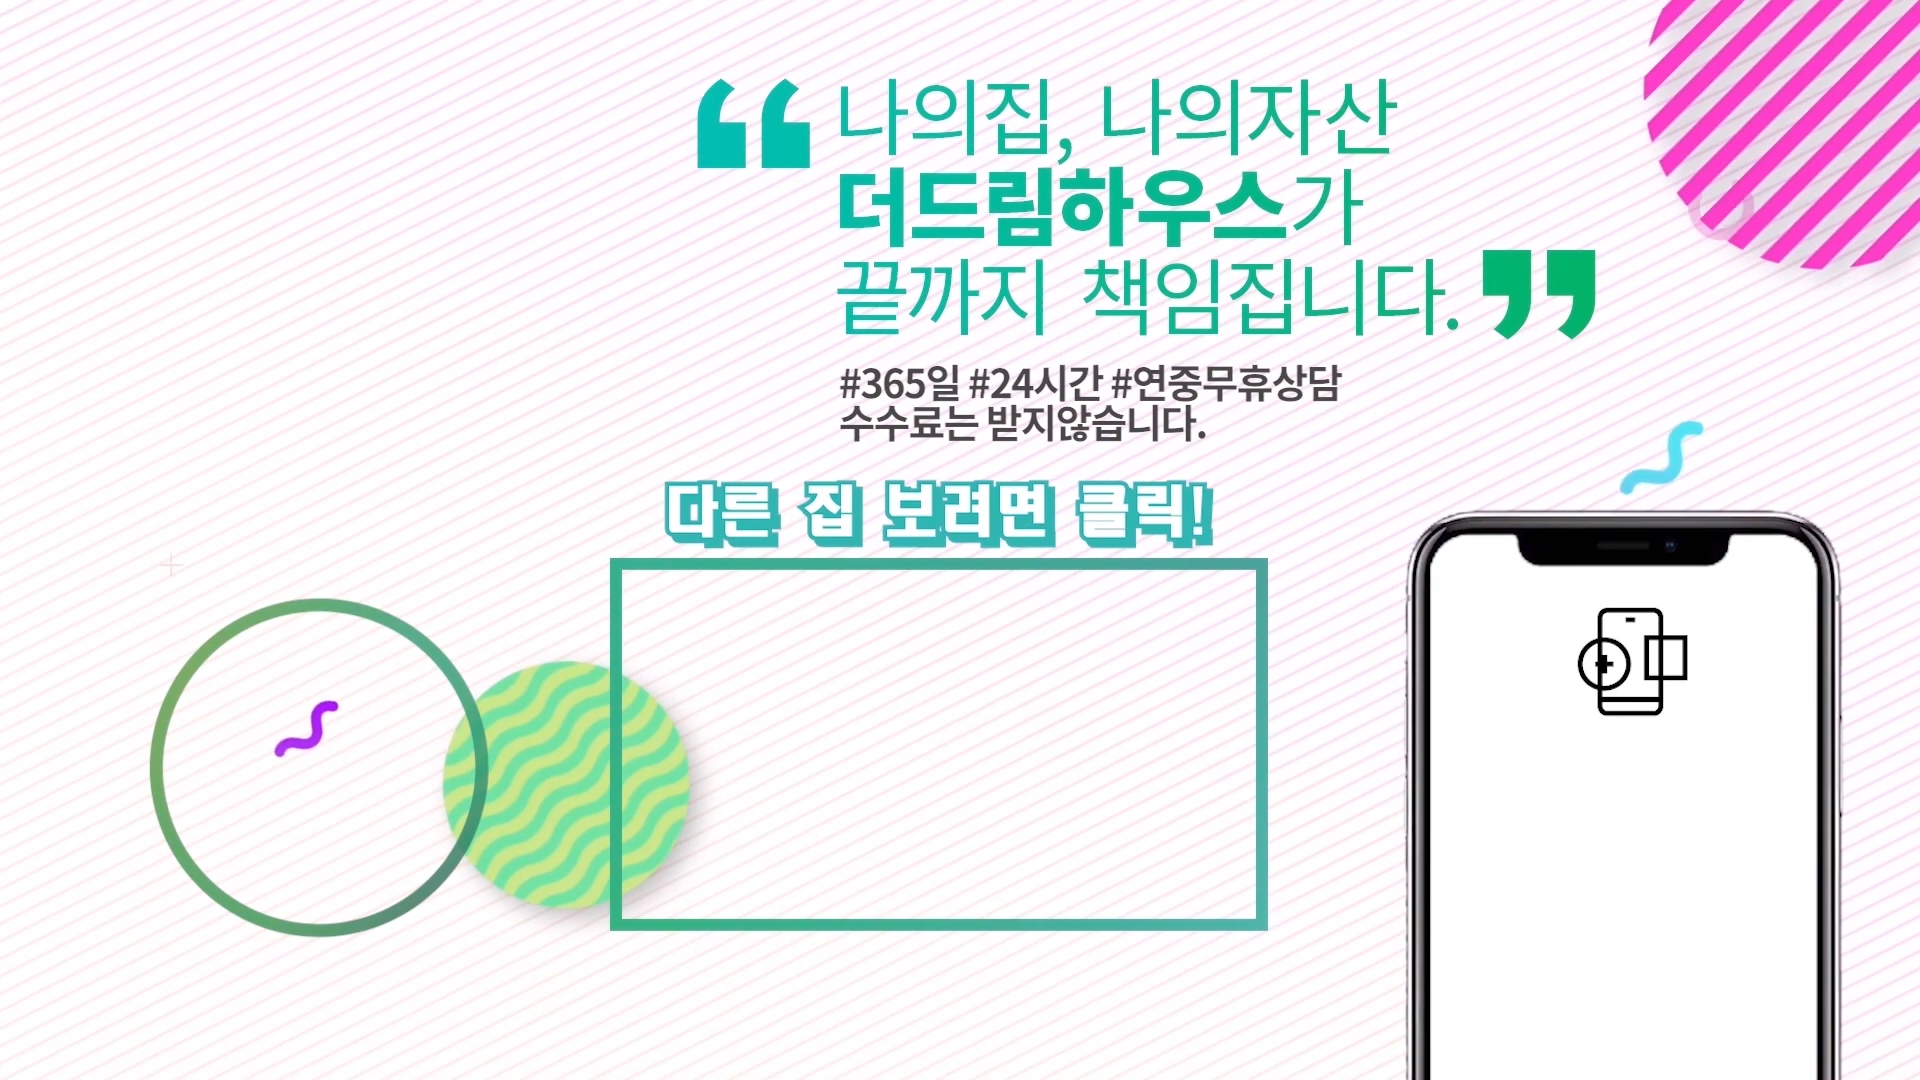 “나의집, 나의자산
더드림하우스가
끝까지 책임집니다.”
#365일 #24시간 #연중무휴상담
수수료는 받지않습니다.
다른 집 보려면 클릭!